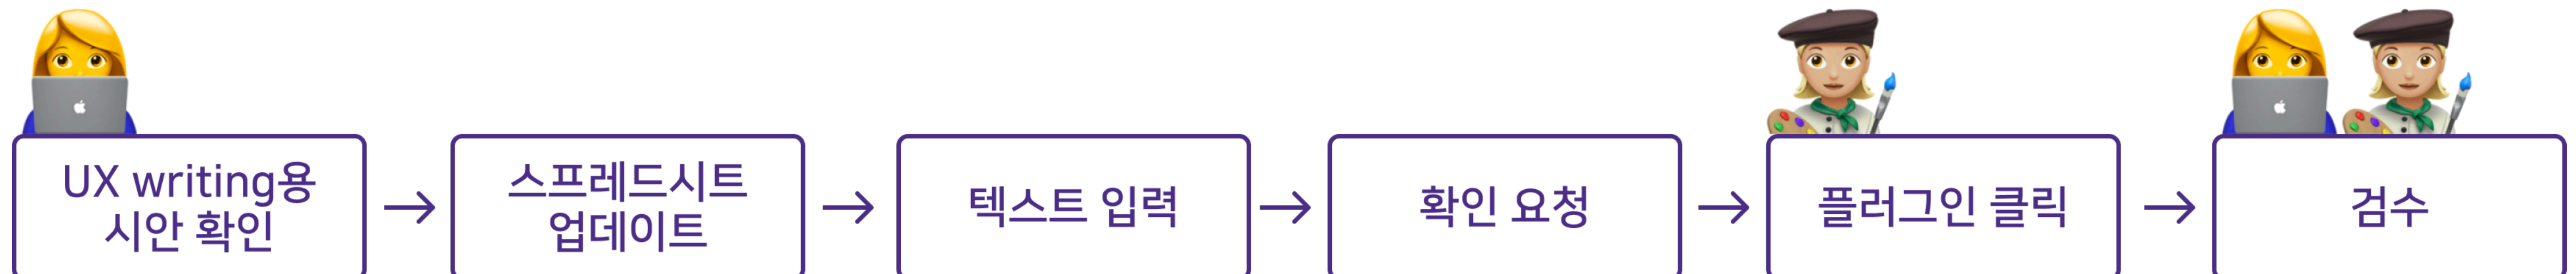 UX writing용
시안 확인
스프레드시트
업데이트
텍스트 입력
확인 요청
플러그인 클릭
검수